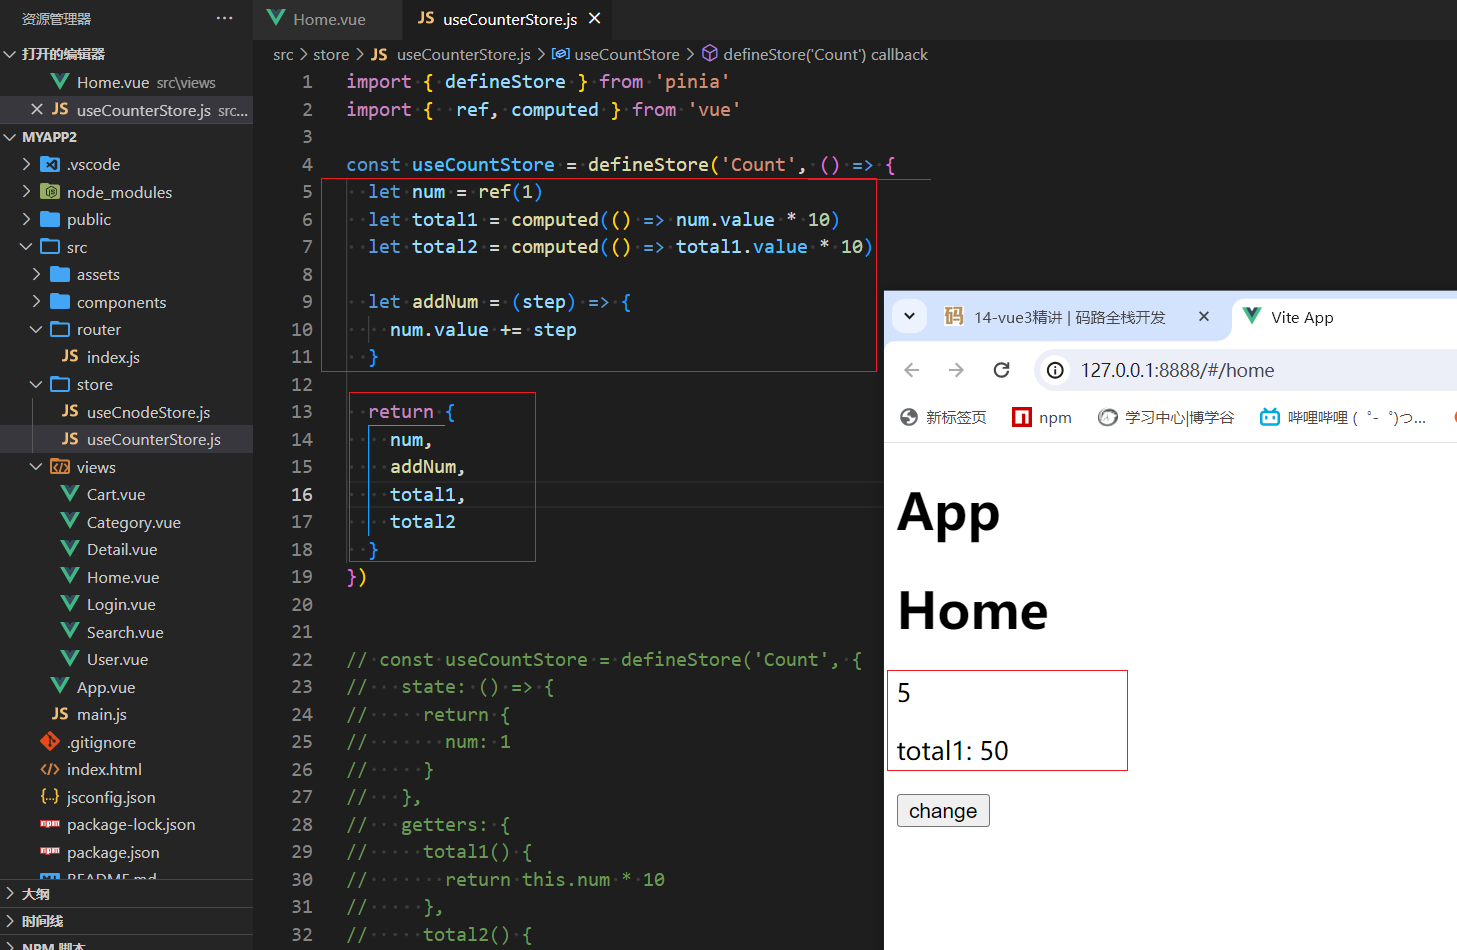 资源管理器
Home.vue
JS useCounterStore.js
打开的编辑器
Home.vue src\views
JS useCounterStore.js src...
MYAPP2
.vscode
node_modules
public
src
assets
components
router
JS index.js
store
JS useCnodeStore.js
JS useCounterStore.js
views
Cart.vue
Category.vue
Detail.vue
Home.vue
Login.vue
Search.vue
User.vue
App.vue
JS main.js
.gitignore
index.html
jsconfig.json
package-lock.json
package.json
README.md
大纲
时间线
NPM 脚本
src > store > JS useCounterStore.js > useCountStore > defineStore('Count') callback
1 import { defineStore } from 'pinia'
2 import {  ref, computed } from 'vue'
3
4 const useCountStore = defineStore('Count', () => {
5   let num = ref(1)
6   let total1 = computed(() => num.value * 10)
7   let total2 = computed(() => total1.value * 10)
8
9   let addNum = (step) => {
10     num.value += step
11   }
12
13   return {
14     num,
15     addNum,
16     total1,
17     total2
18   }
19 })
20
21
22 // const useCountStore = defineStore('Count', {
23 //   state: () => {
24 //     return {
25 //       num: 1
26 //     }
27 //   },
28 //   getters: {
29 //     total1() {
30 //       return this.num * 10
31 //     },
32 //     total2() {
14-vue3精讲 | 码路全栈开发
Vite App
127.0.0.1:8888/#/home
新标签页
npm
学习中心|博学谷
哔哩哔哩 ( ゜- ゜)つ...
App
Home
5
total1: 50
change